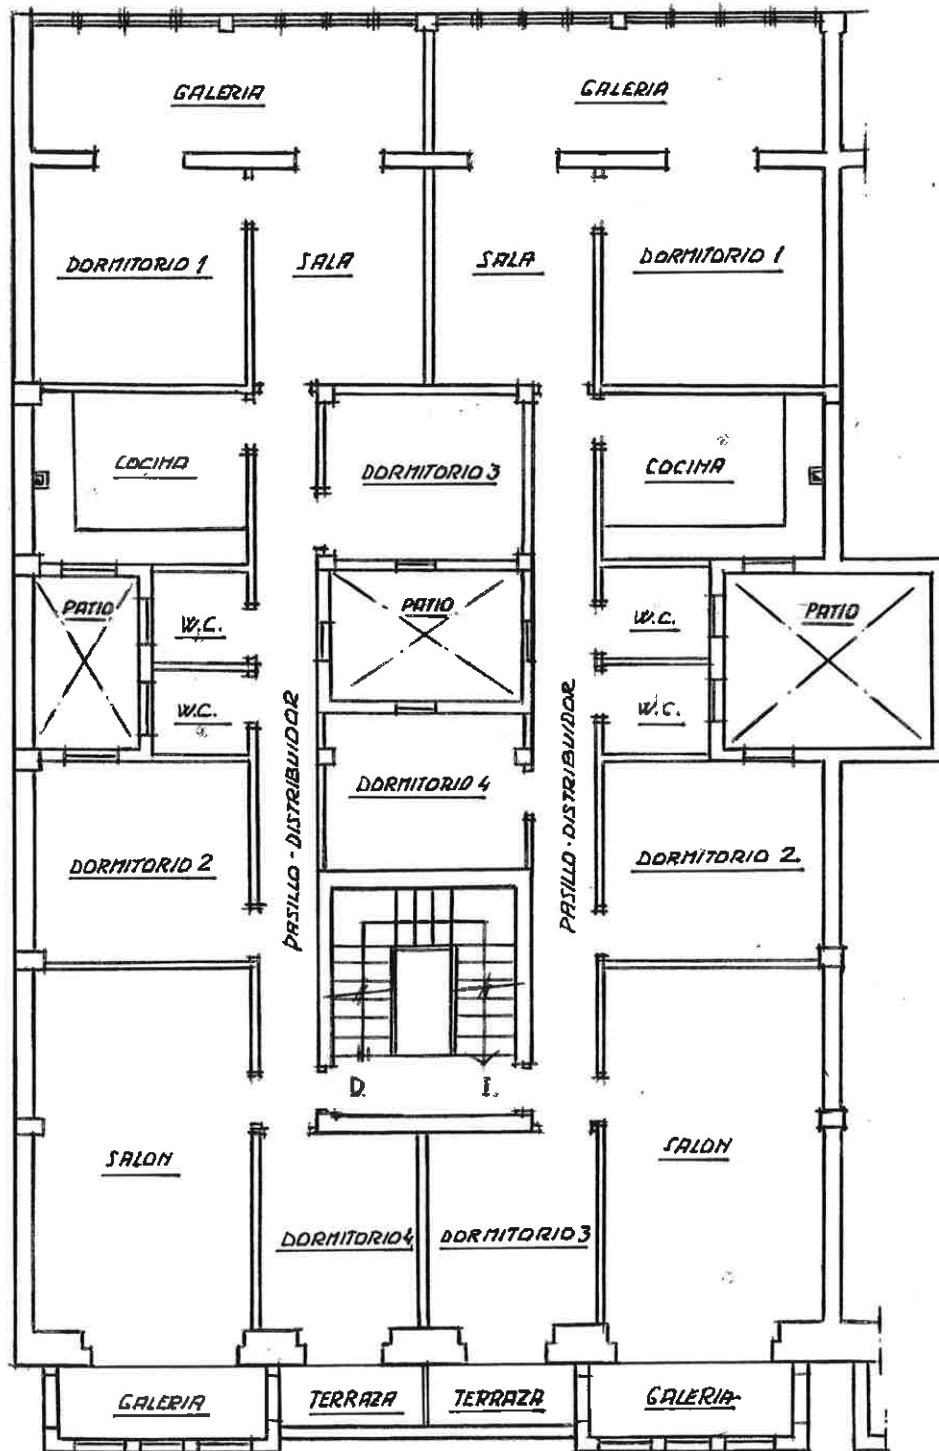 GALERIA
GALERIA
DORMITORIO 1
SALA
SALA
DORMITORIO 1
COCINA
DORMITORIO 3
COCINA
PATIO
W.C.
PATIO
W.C.
PATIO
W.C.
W.C.
PASILLO - DISTRIBUIDOR
PASILLO - DISTRIBUIDOR
DORMITORIO 4
DORMITORIO 2
DORMITORIO 2.
D.
I.
SALON
SALON
DORMITORIO 4
DORMITORIO 3
GALERIA
TERRAZA
TERRAZA
GALERIA